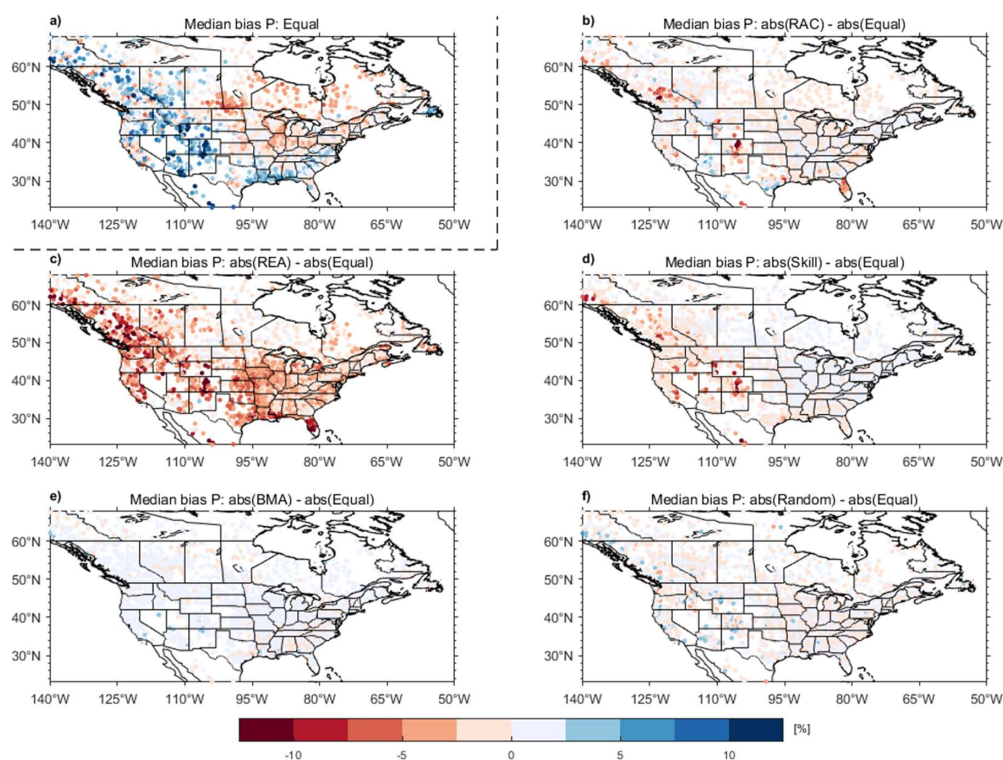 a) Median bias P: Equal
60°N
50°N
40°N
30°N
140°W 125°W 110°W 95°W 80°W 65°W 50°W
b) Median bias P: abs(RAC) - abs(Equal)
60°N
50°N
40°N
30°N
140°W 125°W 110°W 95°W 80°W 65°W 50°W
c) Median bias P: abs(REA) - abs(Equal)
60°N
50°N
40°N
30°N
140°W 125°W 110°W 95°W 80°W 65°W 50°W
d) Median bias P: abs(Skill) - abs(Equal)
60°N
50°N
40°N
30°N
140°W 125°W 110°W 95°W 80°W 65°W 50°W
e) Median bias P: abs(BMA) - abs(Equal)
60°N
50°N
40°N
30°N
140°W 125°W 110°W 95°W 80°W 65°W 50°W
f) Median bias P: abs(Random) - abs(Equal)
60°N
50°N
40°N
30°N
140°W 125°W 110°W 95°W 80°W 65°W 50°W
[%]
-10 -5 0 5 10